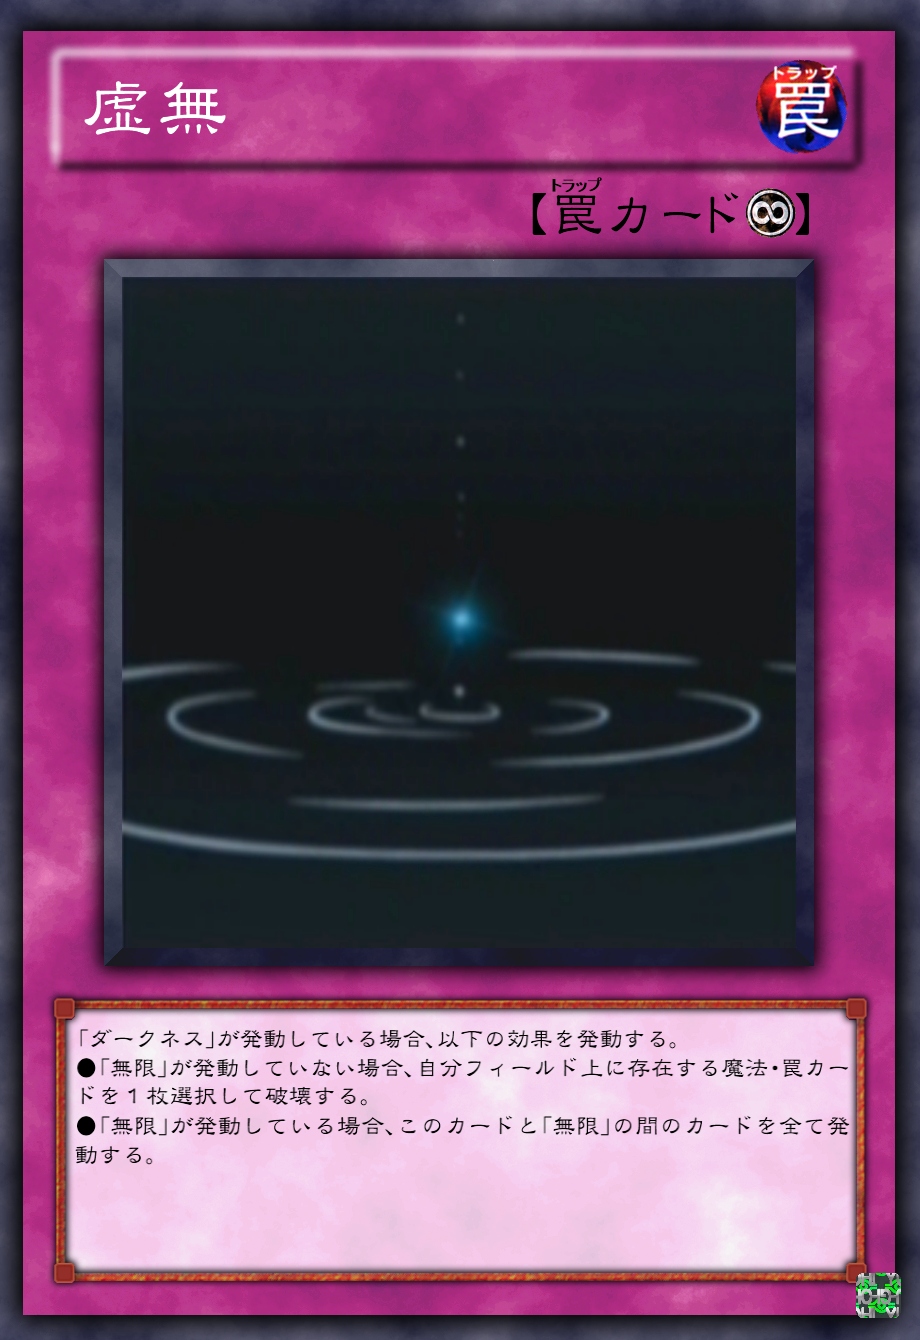 虚無
トラップ
罠
トラップ
【罠カード∞】
「ダークネス」が発動している場合、以下の効果を発動する。
●「無限」が発動していない場合、自分フィールド上に存在する魔法・罠カー
ドを１枚選択して破壊する。
●「無限」が発動している場合、このカードと「無限」の間のカードを全て発
動する。